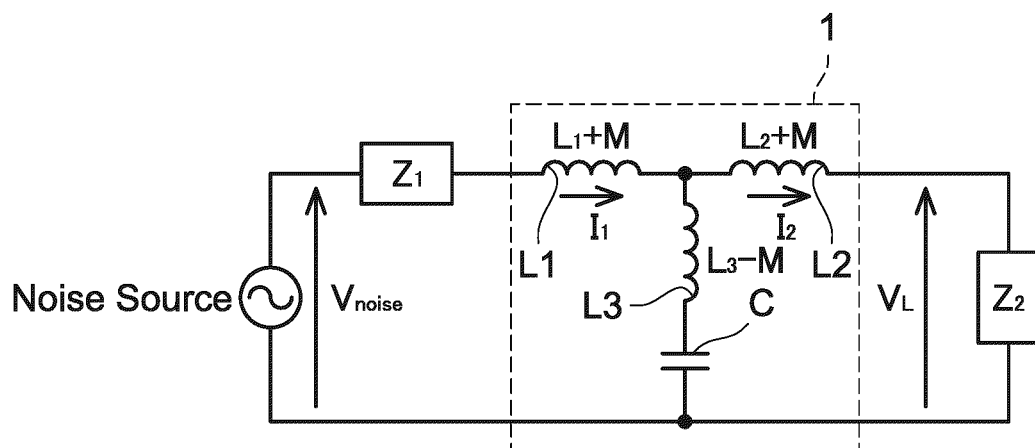 1
L₁+M
L₂+M
Z₁
I₁
I₂
L1
L₃−M
L2
Noise Source
Vnoise
L3
C
VL
Z₂